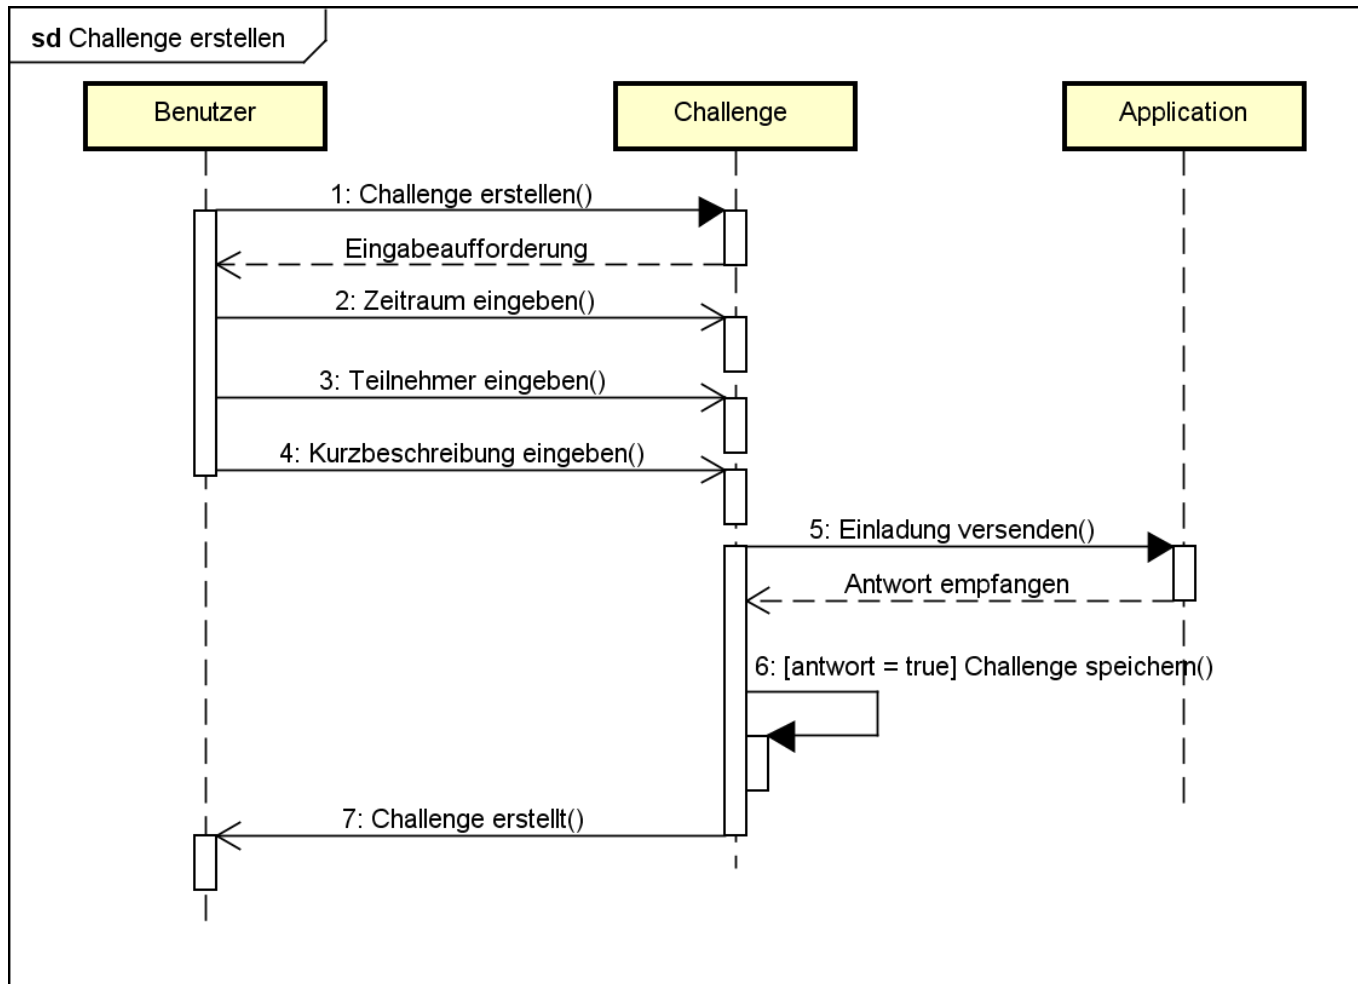 sd Challenge erstellen
Benutzer
Challenge
Application
1: Challenge erstellen()
Eingabeaufforderung
2: Zeitraum eingeben()
3: Teilnehmer eingeben()
4: Kurzbeschreibung eingeben()
5: Einladung versenden()
Antwort empfangen
6: [antwort = true] Challenge speichern()
7: Challenge erstellt()